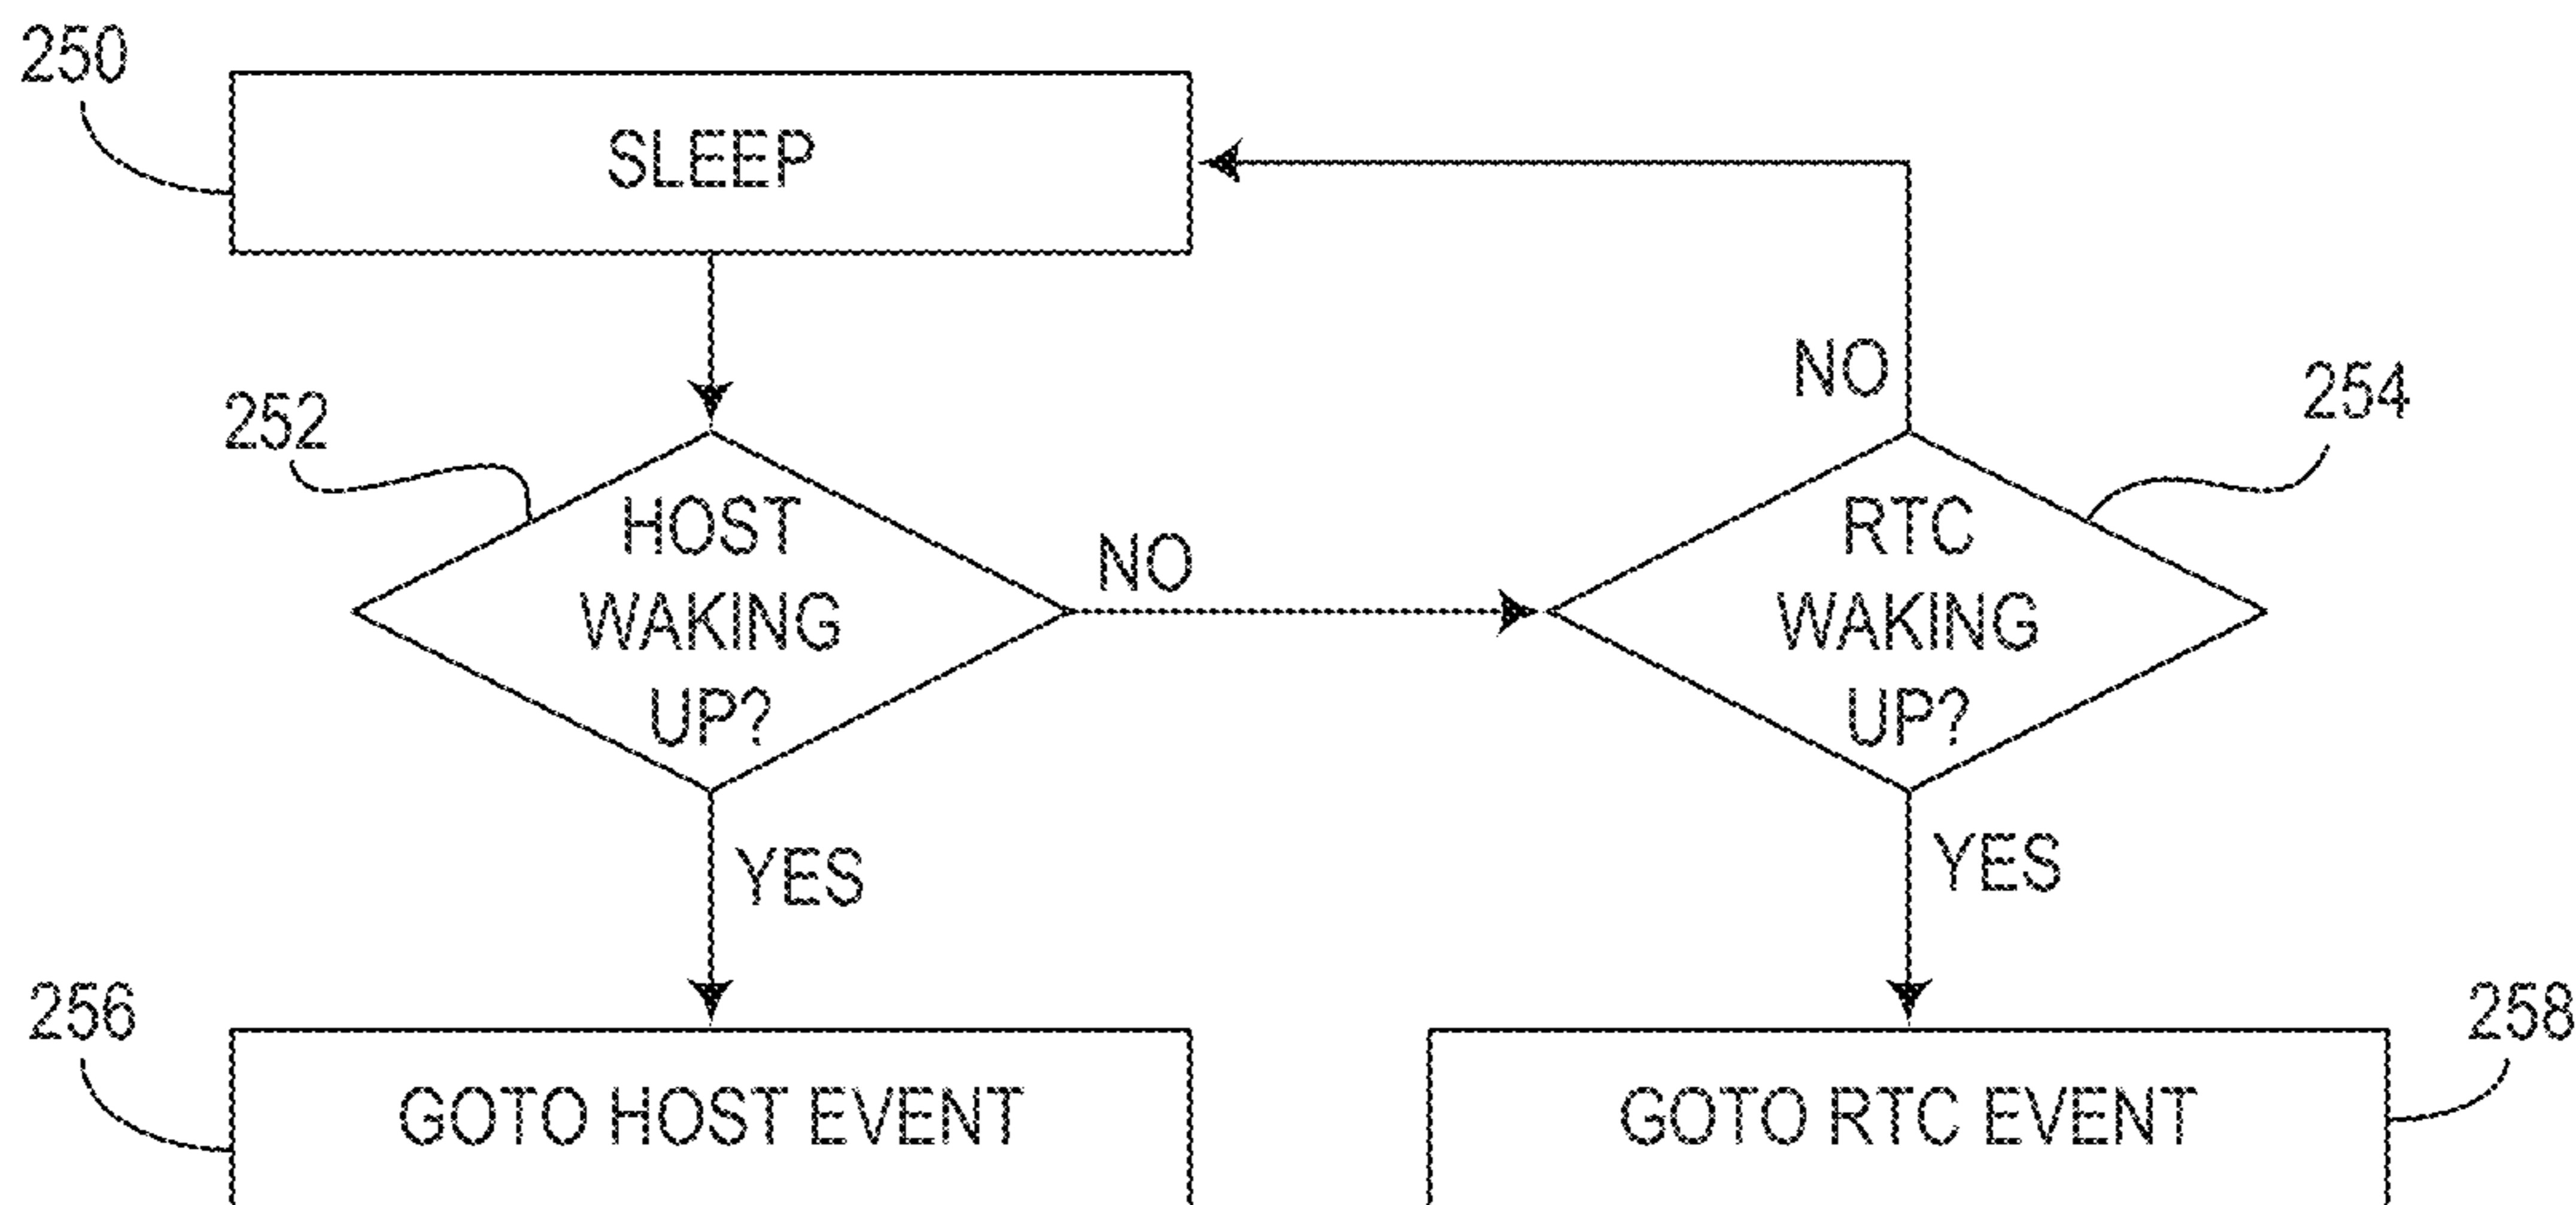 250
SLEEP
NO
254
252
HOST
WAKING
UP?
NO
RTC
WAKING
UP?
YES
YES
256
GOTO HOST EVENT
GOTO RTC EVENT
258